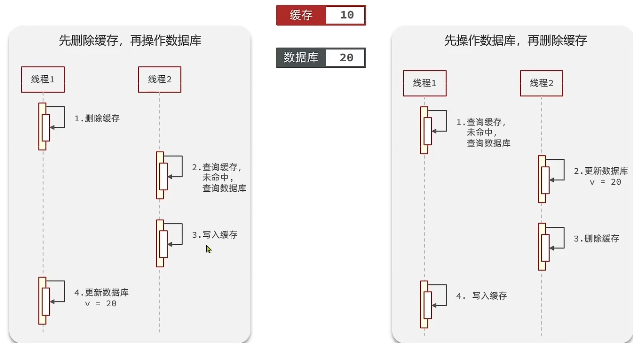 缓存 10
数据库 20
先删除缓存，再操作数据库
线程1
线程2
1.删除缓存
2.查询缓存，
未命中，
查询数据库
3.写入缓存
4.更新数据库
v = 20
先操作数据库，再删除缓存
线程1
线程2
1.查询缓存，
未命中，
查询数据库
2.更新数据库
v = 20
3.删除缓存
4. 写入缓存